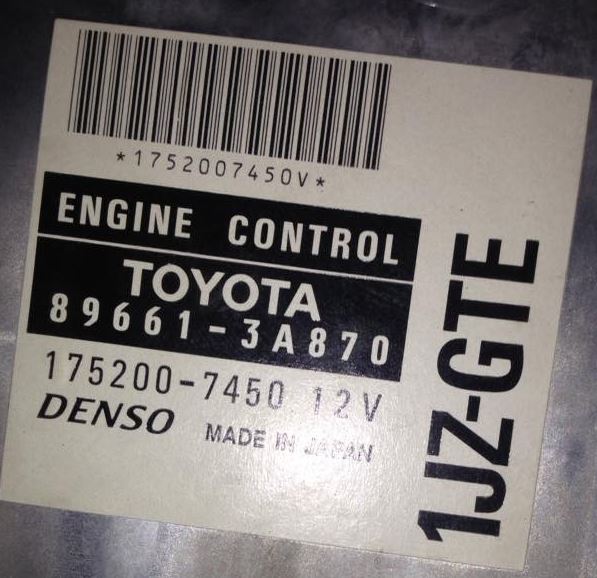 *1752007450V*
ENGINE CONTROL
TOYOTA
89661-3A870
175200-7450 12V
DENSO MADE IN JAPAN
1JZ-GTE